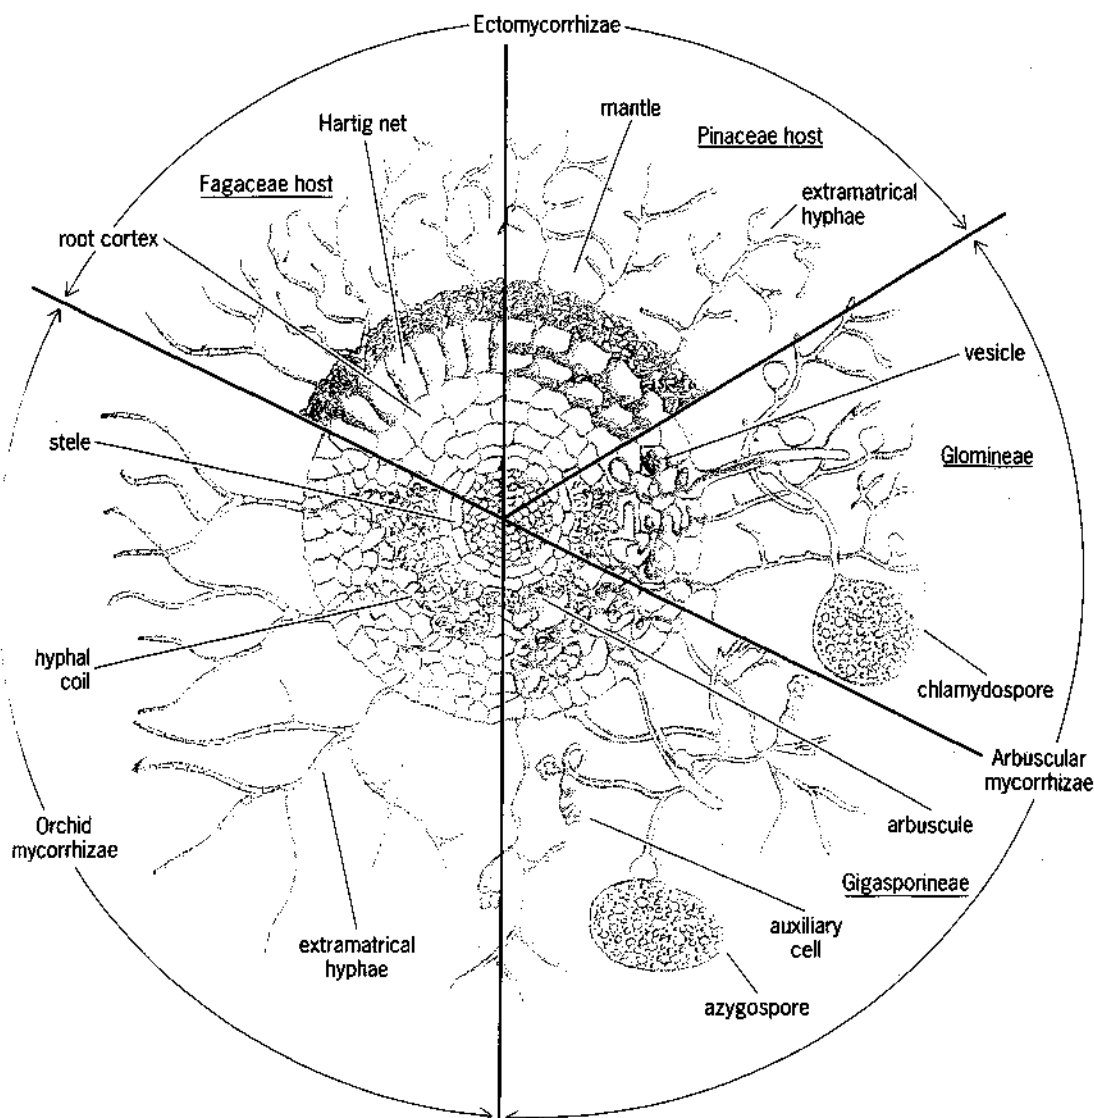 Ectomycorrhizae
mantle
Hartig net
Pinaceae host
Fagaceae host
extramatrical
hyphae
root cortex
vesicle
stele
Glomineae
hyphal
coil
chlamydospore
Arbuscular
mycorrhizae
Orchid
mycorrhizae
arbuscule
Gigasporineae
auxiliary
cell
extramatrical
hyphae
azygospore